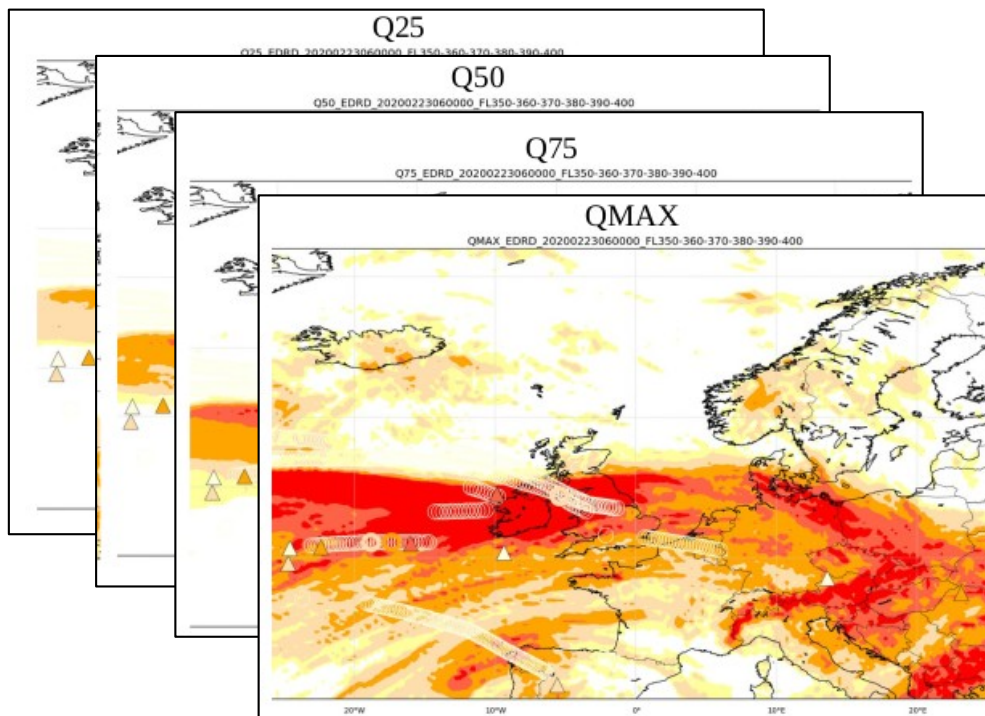 Q25
Q25_EDRD_20200223060000_FL350-360-370-380-390-400
Q50
Q50_EDRD_20200223060000_FL350-360-370-380-390-400
Q75
Q75_EDRD_20200223060000_FL350-360-370-380-390-400
QMAX
QMAX_EDRD_20200223060000_FL350-360-370-380-390-400
20°W
10°W
0°
10°E
20°E